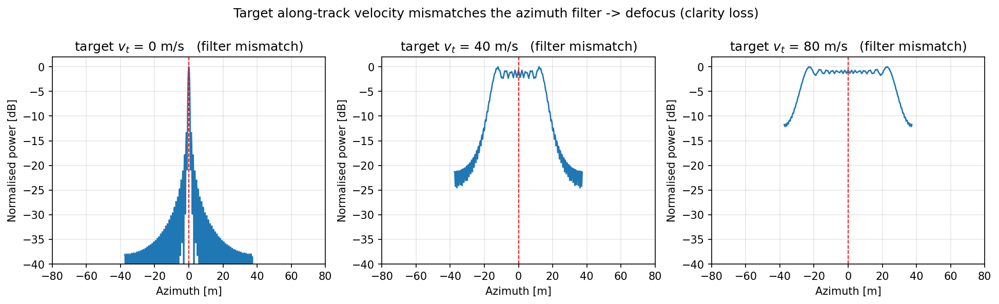 Target along-track velocity mismatches the azimuth filter -> defocus (clarity loss)
target v_t = 0 m/s (filter mismatch)
target v_t = 40 m/s (filter mismatch)
target v_t = 80 m/s (filter mismatch)
Normalised power [dB]
0
−5
−10
−15
−20
−25
−30
−35
−40
−80 −60 −40 −20 0 20 40 60 80
Azimuth [m]
Normalised power [dB]
0
−5
−10
−15
−20
−25
−30
−35
−40
−80 −60 −40 −20 0 20 40 60 80
Azimuth [m]
Normalised power [dB]
0
−5
−10
−15
−20
−25
−30
−35
−40
−80 −60 −40 −20 0 20 40 60 80
Azimuth [m]